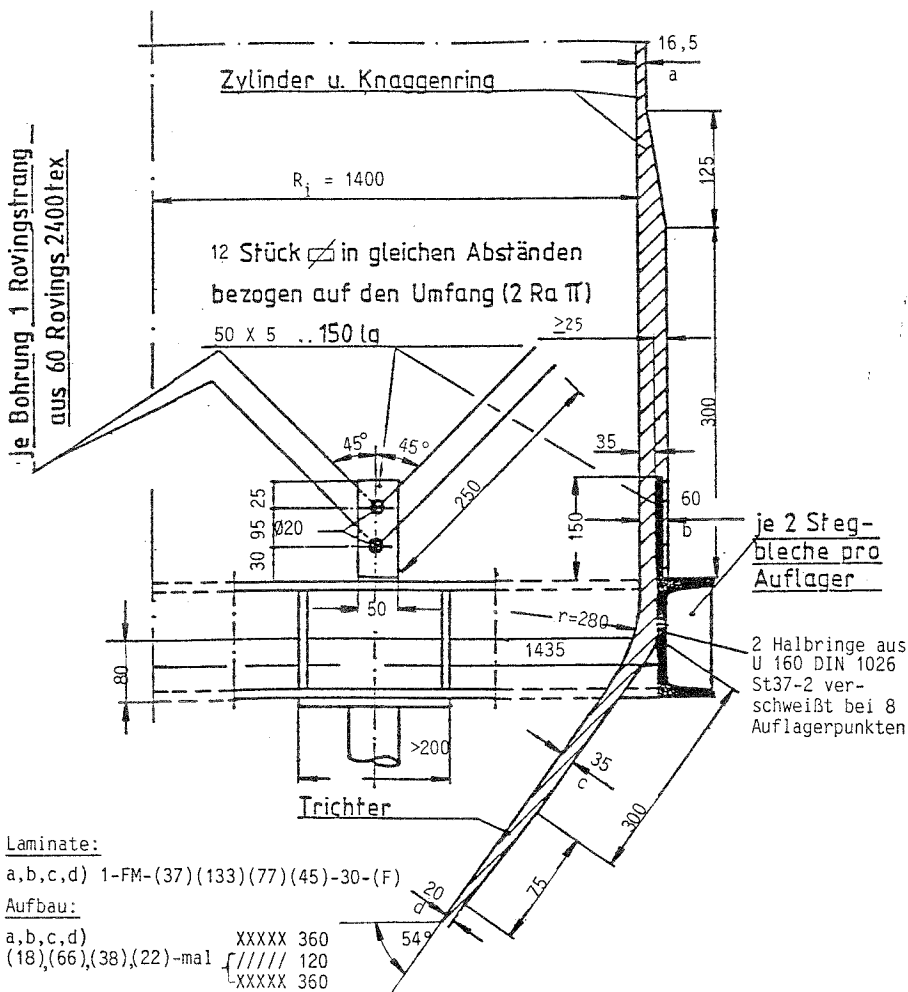 16,5
a
Zylinder u. Knaggenring
125
Ri = 1400
je Bohrung 1 Rovingstrang
aus 60 Rovings 2400tex
12 Stück in gleichen Abständen
bezogen auf den Umfang (2 Ra π)
50 X 5 .. 150 lg
≥25
300
45°
45°
35
250
25
95
30
Ø20
150
60
b
je 2 Steg-
bleche pro
Auflager
50
r=280
1435
80
2 Halbringe aus
U 160 DIN 1026
St37-2 ver-
schweißt bei 8
Auflagerpunkten
>200
35
c
300
Trichter
75
20
d
54°
Laminate:
a,b,c,d) 1-FM-(37)(133)(77)(45)-30-(F)
Aufbau:
a,b,c,d)
(18),(66),(38),(22)-mal
XXXXX 360
///// 120
XXXXX 360